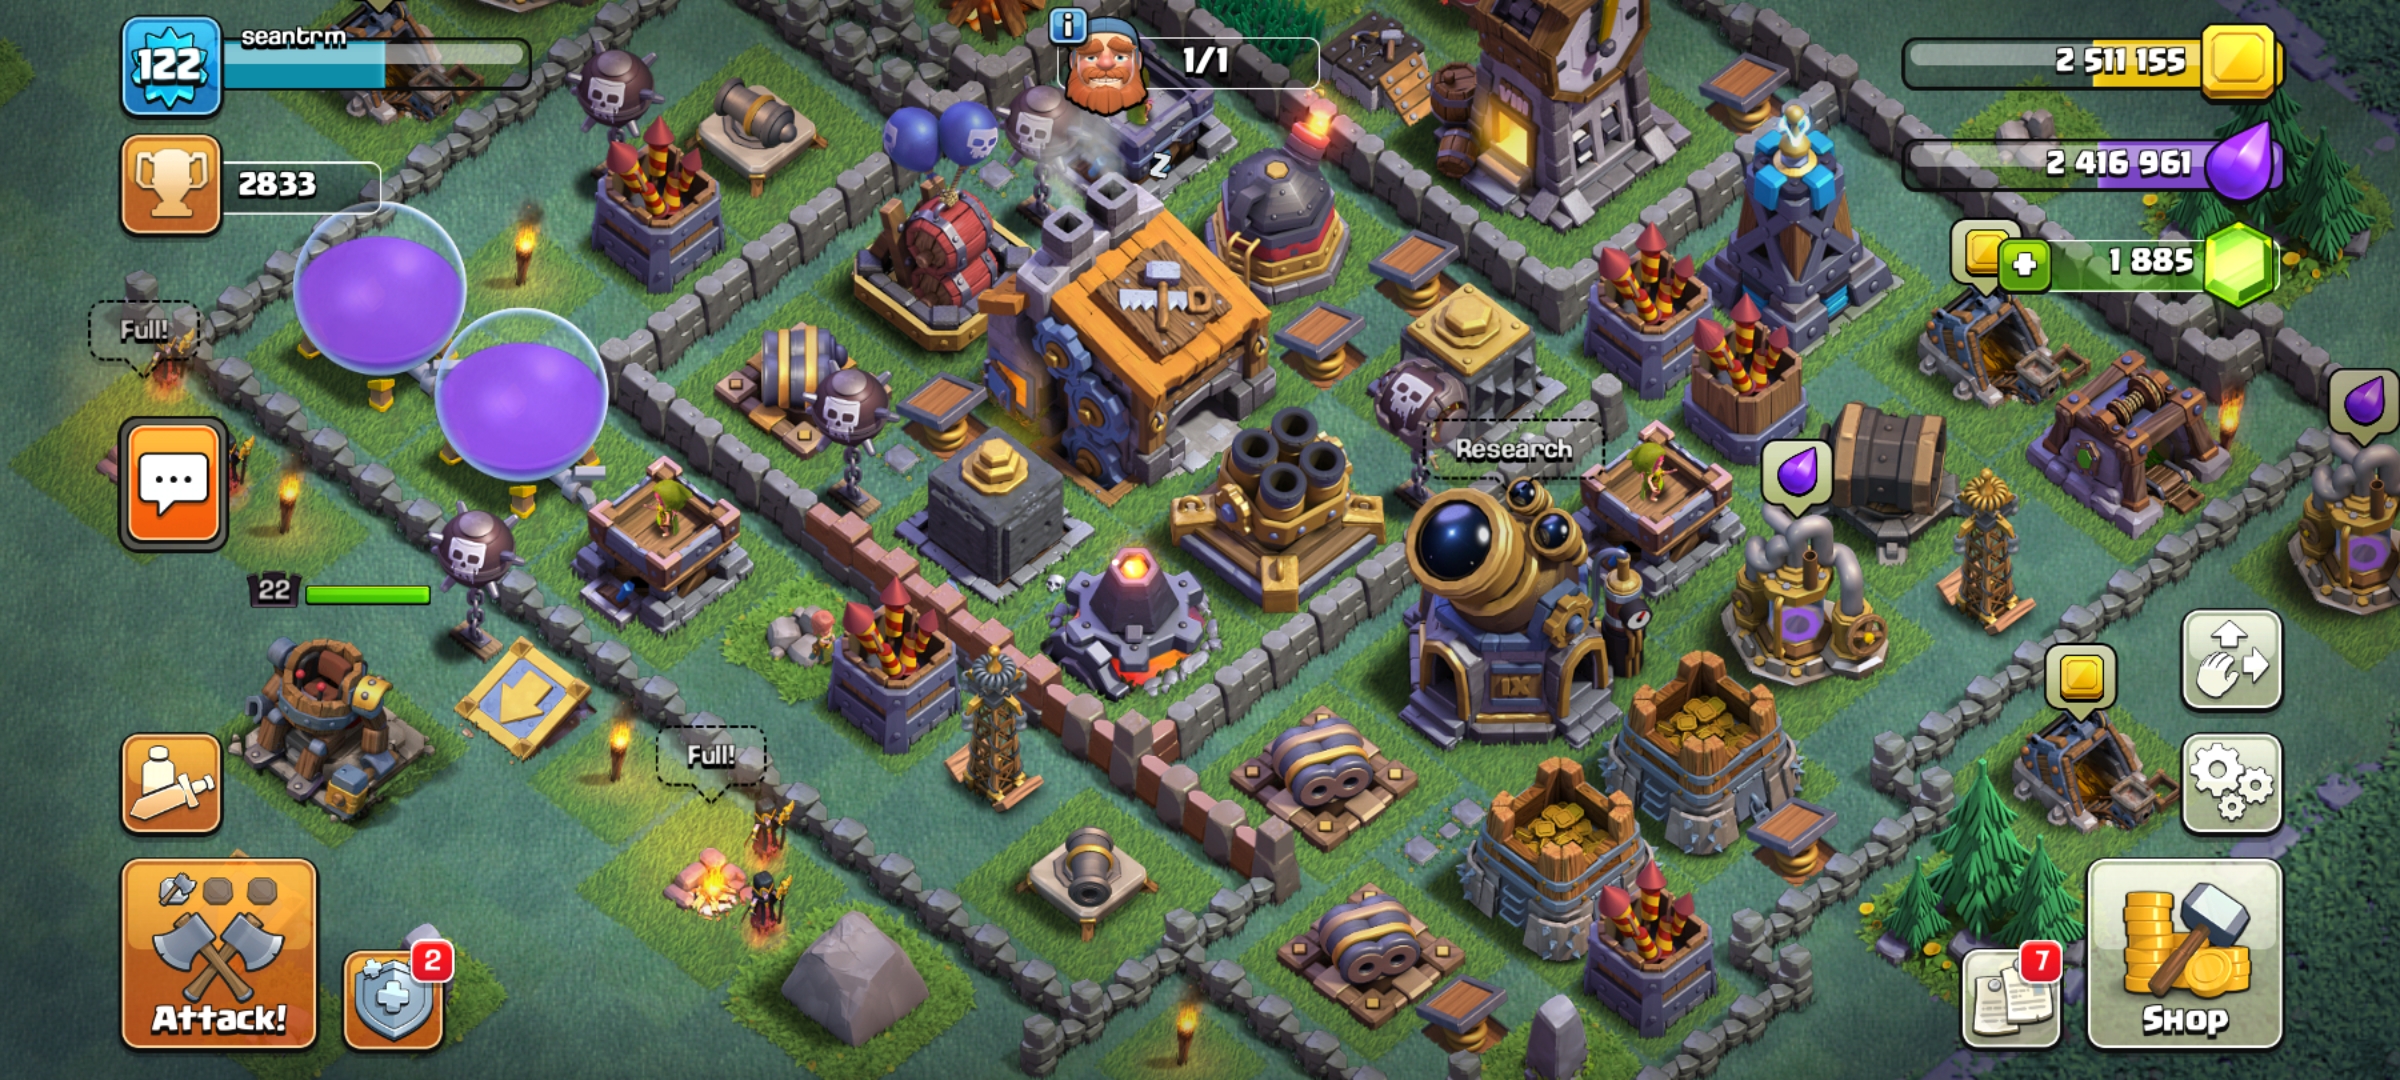 122
seantrm
1/1
2 511 155
2833
2 416 961
1 885
VIII
Z
Full!
Research
22
IX
Full!
2
7
Attack!
Shop